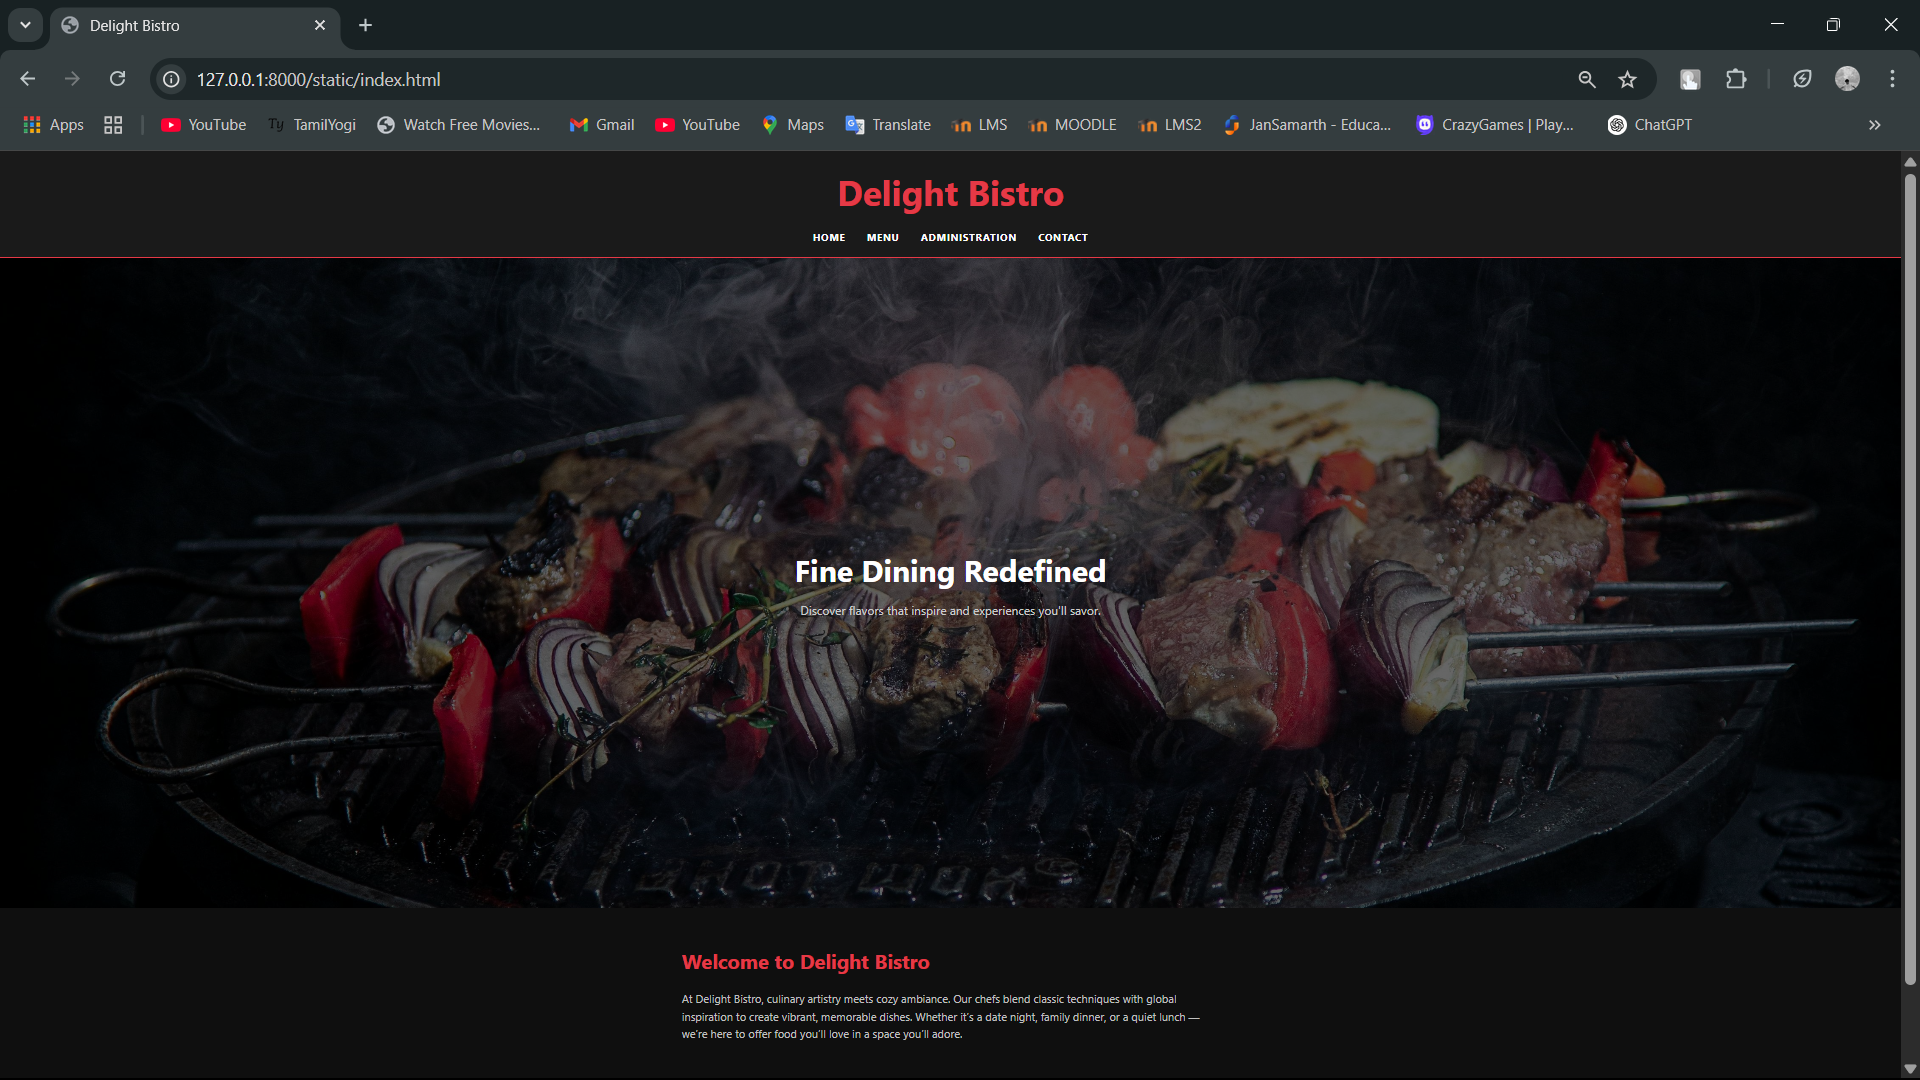 Delight Bistro
127.0.0.1:8000/static/index.html
Apps
YouTube
Ty TamilYogi
Watch Free Movies...
Gmail
YouTube
Maps
Translate
LMS
MOODLE
LMS2
JanSamarth - Educa...
CrazyGames | Play...
ChatGPT
Delight Bistro
HOME MENU ADMINISTRATION CONTACT
Fine Dining Redefined
Discover flavors that inspire and experiences you'll savor.
Welcome to Delight Bistro
At Delight Bistro, culinary artistry meets cozy ambiance. Our chefs blend classic techniques with global
inspiration to create vibrant, memorable dishes. Whether it's a date night, family dinner, or a quiet lunch —
we're here to offer food you'll love in a space you'll adore.